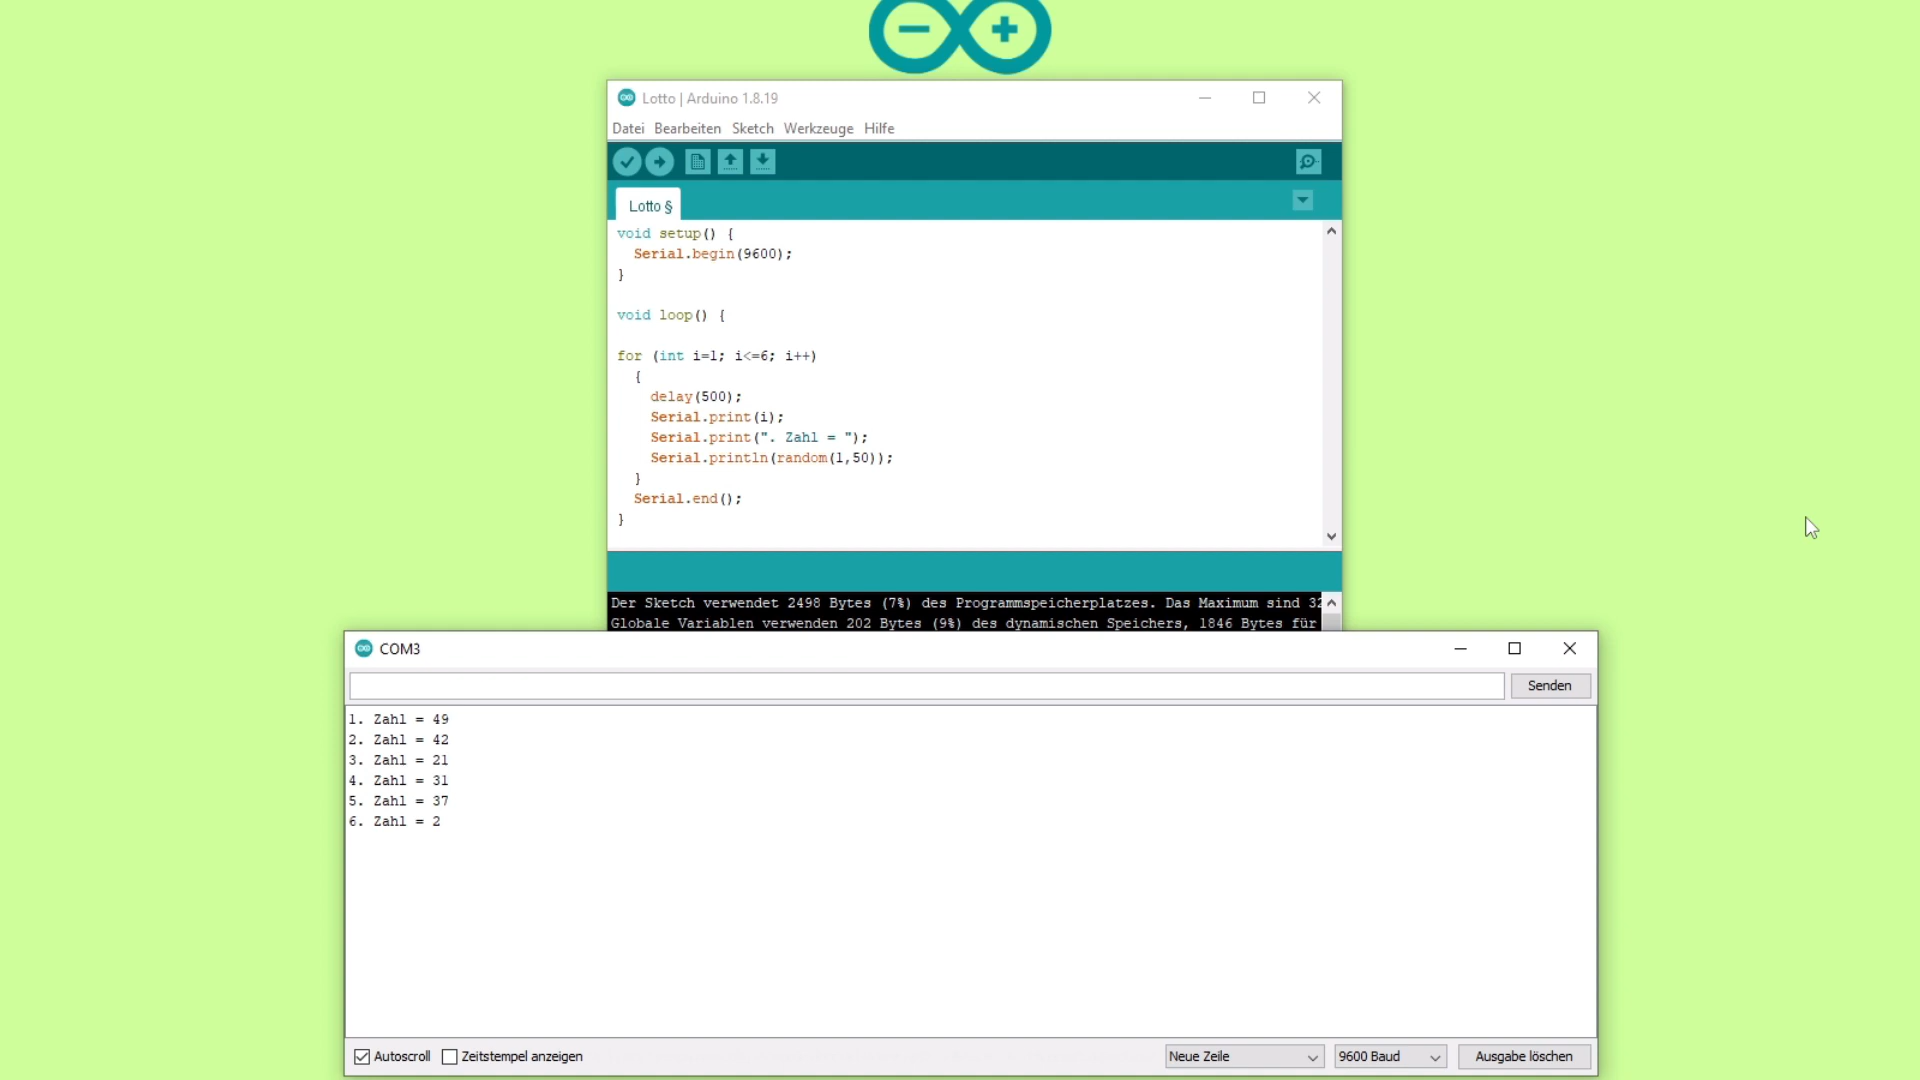 Lotto | Arduino 1.8.19
Datei Bearbeiten Sketch Werkzeuge Hilfe
Lotto §
void setup() {
  Serial.begin(9600);
}
void loop() {
for (int i=1; i<=6; i++)
  {
    delay(500);
    Serial.print(i);
    Serial.print(". Zahl = ");
    Serial.println(random(1,50));
  }
  Serial.end();
}
Der Sketch verwendet 2498 Bytes (7%) des Programmspeicherplatzes. Das Maximum sind 32
Globale Variablen verwenden 202 Bytes (9%) des dynamischen Speichers, 1846 Bytes für
COM3
Senden
1. Zahl = 49
2. Zahl = 42
3. Zahl = 21
4. Zahl = 31
5. Zahl = 37
6. Zahl = 2
Autoscroll Zeitstempel anzeigen Neue Zeile 9600 Baud Ausgabe löschen